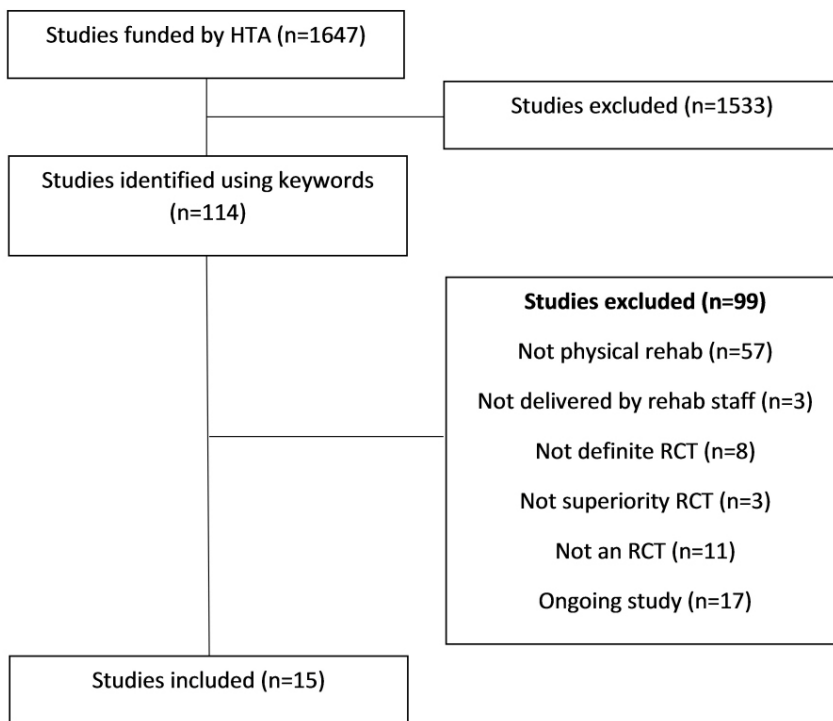 Studies funded by HTA (n=1647)
Studies excluded (n=1533)
Studies identified using keywords
(n=114)
Studies excluded (n=99)
Not physical rehab (n=57)
Not delivered by rehab staff (n=3)
Not definite RCT (n=8)
Not superiority RCT (n=3)
Not an RCT (n=11)
Ongoing study (n=17)
Studies included (n=15)